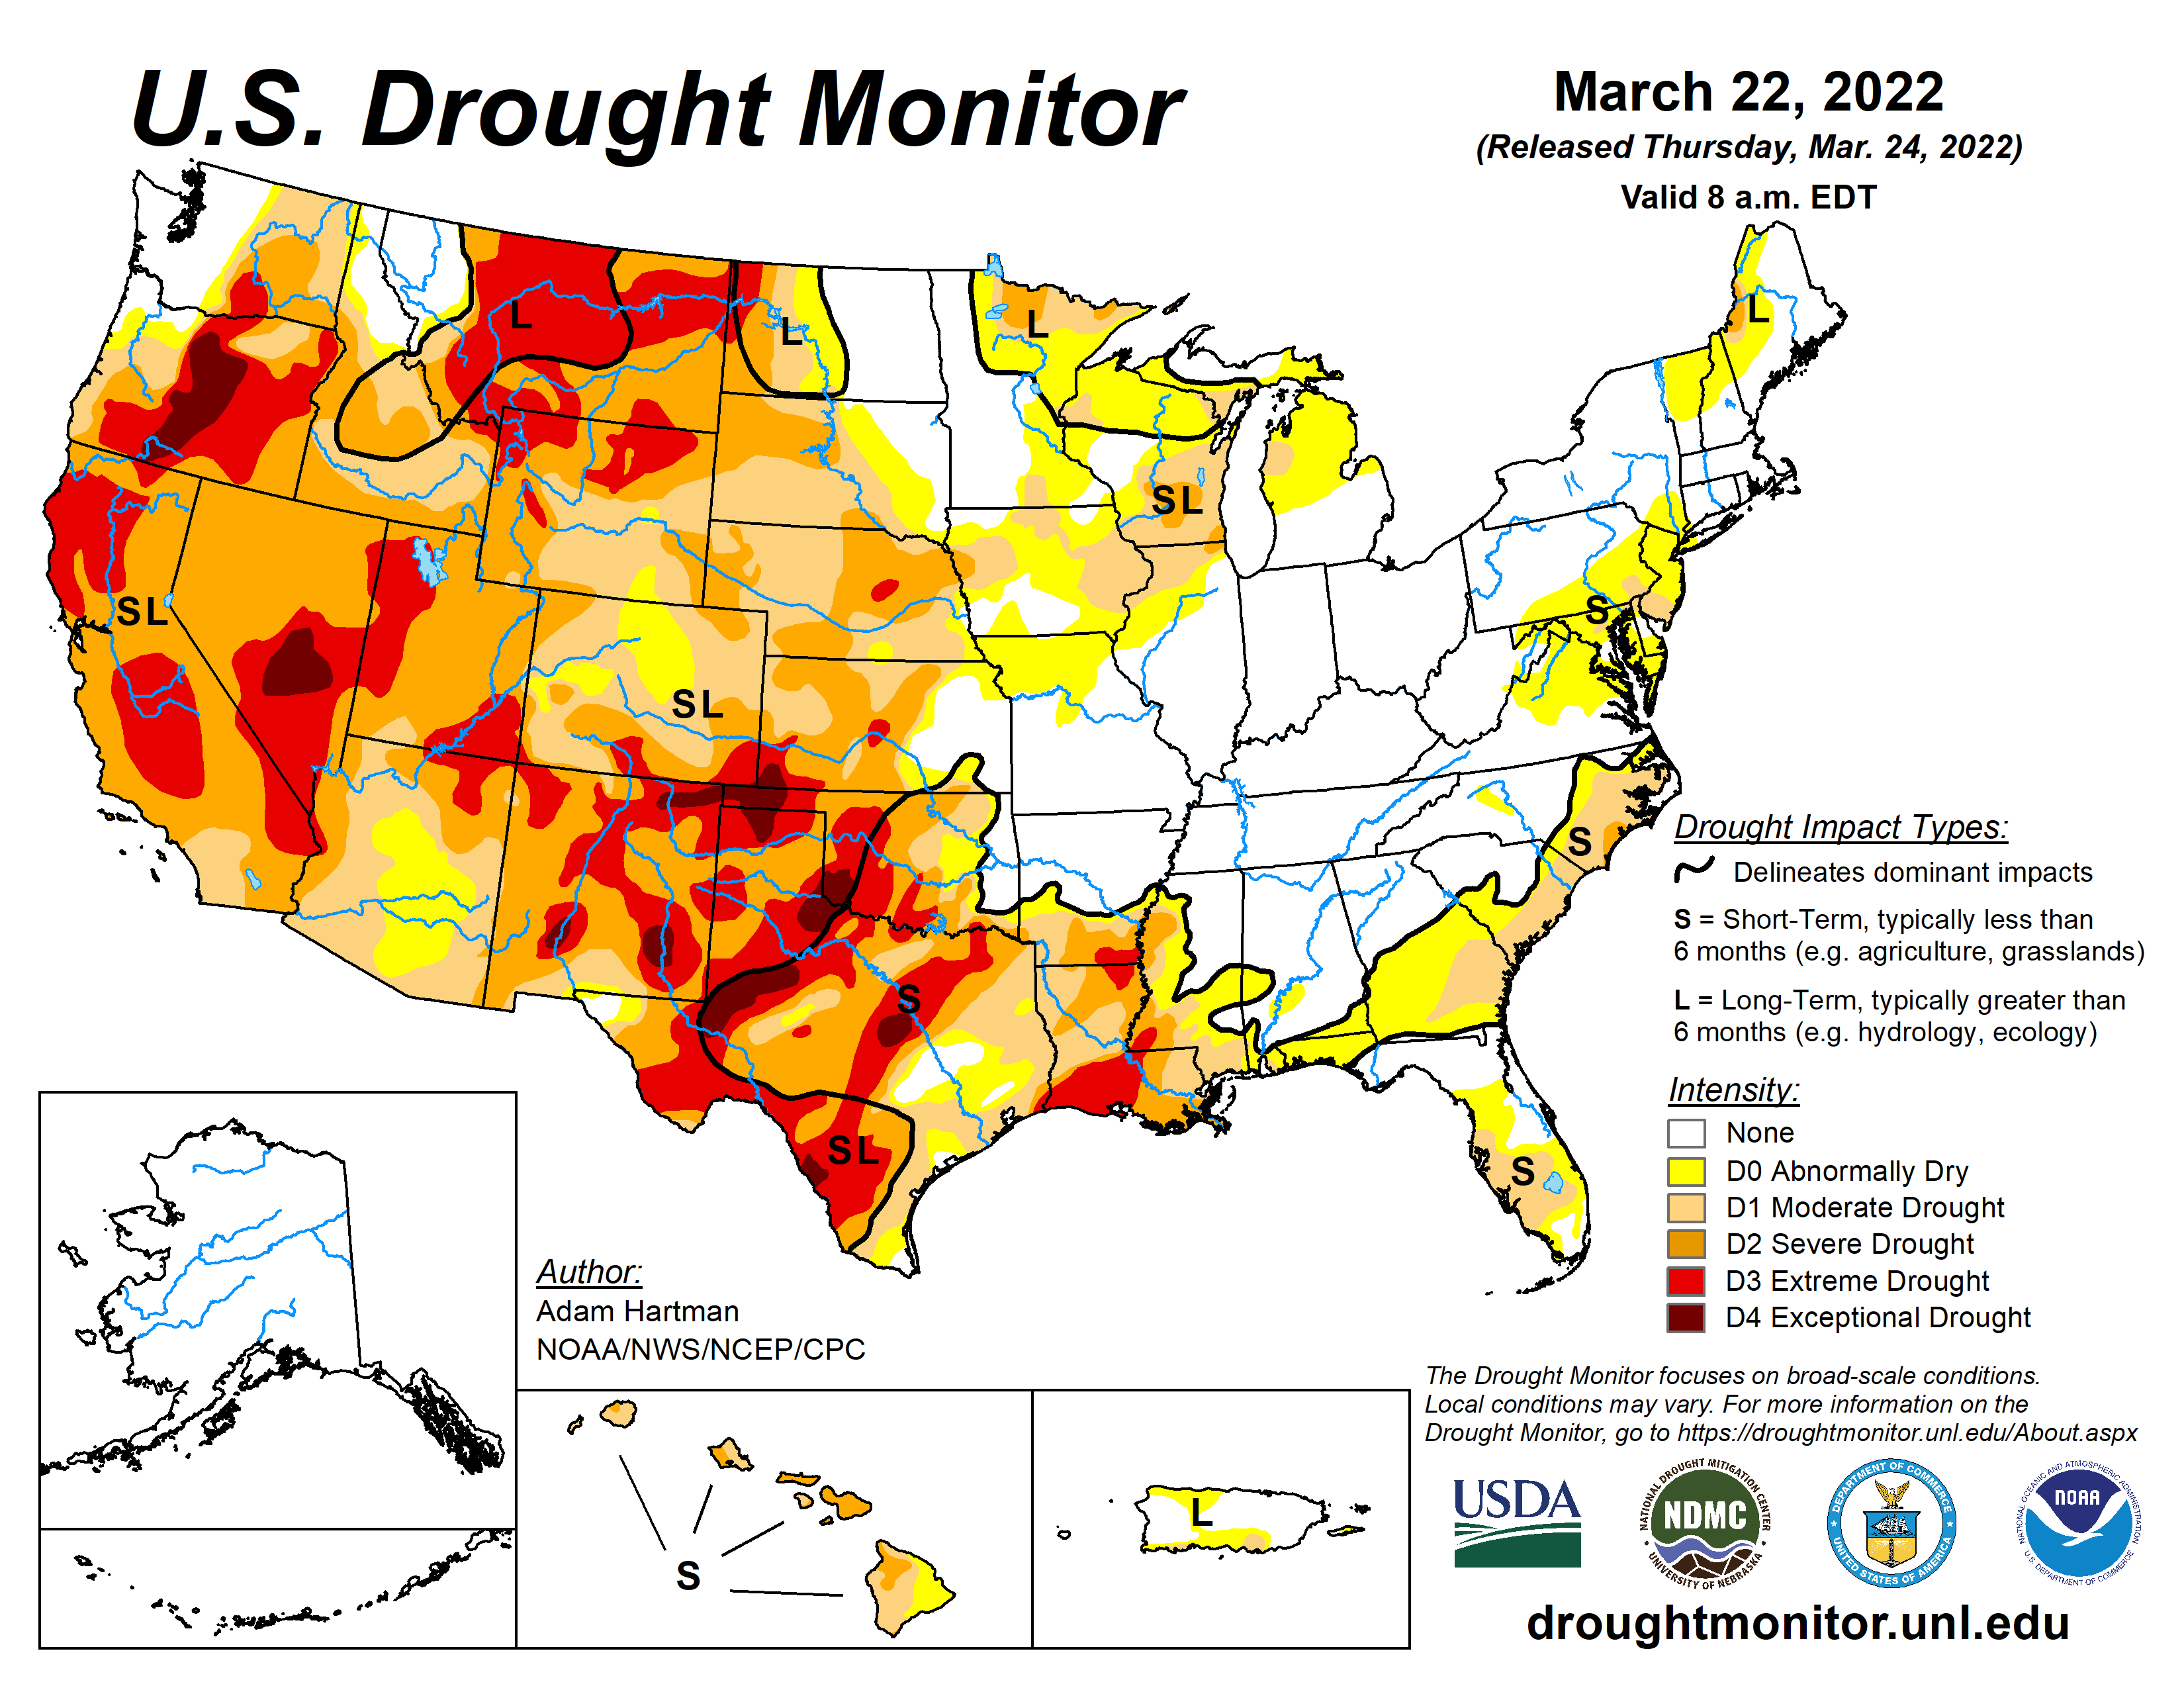 U.S. Drought Monitor
March 22, 2022
(Released Thursday, Mar. 24, 2022)
Valid 8 a.m. EDT
L
L
L
L
SL
SL
S
SL
S
S
S
SL
S
Drought Impact Types:
Delineates dominant impacts
S = Short-Term, typically less than
6 months (e.g. agriculture, grasslands)
L = Long-Term, typically greater than
6 months (e.g. hydrology, ecology)
Intensity:
None
D0 Abnormally Dry
D1 Moderate Drought
D2 Severe Drought
D3 Extreme Drought
D4 Exceptional Drought
Author:
Adam Hartman
NOAA/NWS/NCEP/CPC
The Drought Monitor focuses on broad-scale conditions.
Local conditions may vary. For more information on the
Drought Monitor, go to https://droughtmonitor.unl.edu/About.aspx
S
L
USDA
NATIONAL DROUGHT MITIGATION CENTER
NDMC
UNIVERSITY OF NEBRASKA
DEPARTMENT OF COMMERCE
UNITED STATES OF AMERICA
NATIONAL OCEANIC AND ATMOSPHERIC ADMINISTRATION
NOAA
U.S. DEPARTMENT OF COMMERCE
droughtmonitor.unl.edu